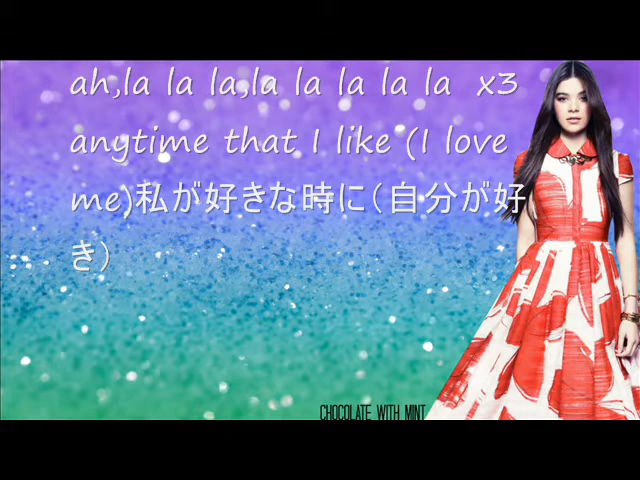 ah,la la la,la la la la la x3
anytime that I like (I love
me)私が好きな時に(自分が好
き)
CHOCOLATE WITH MINT